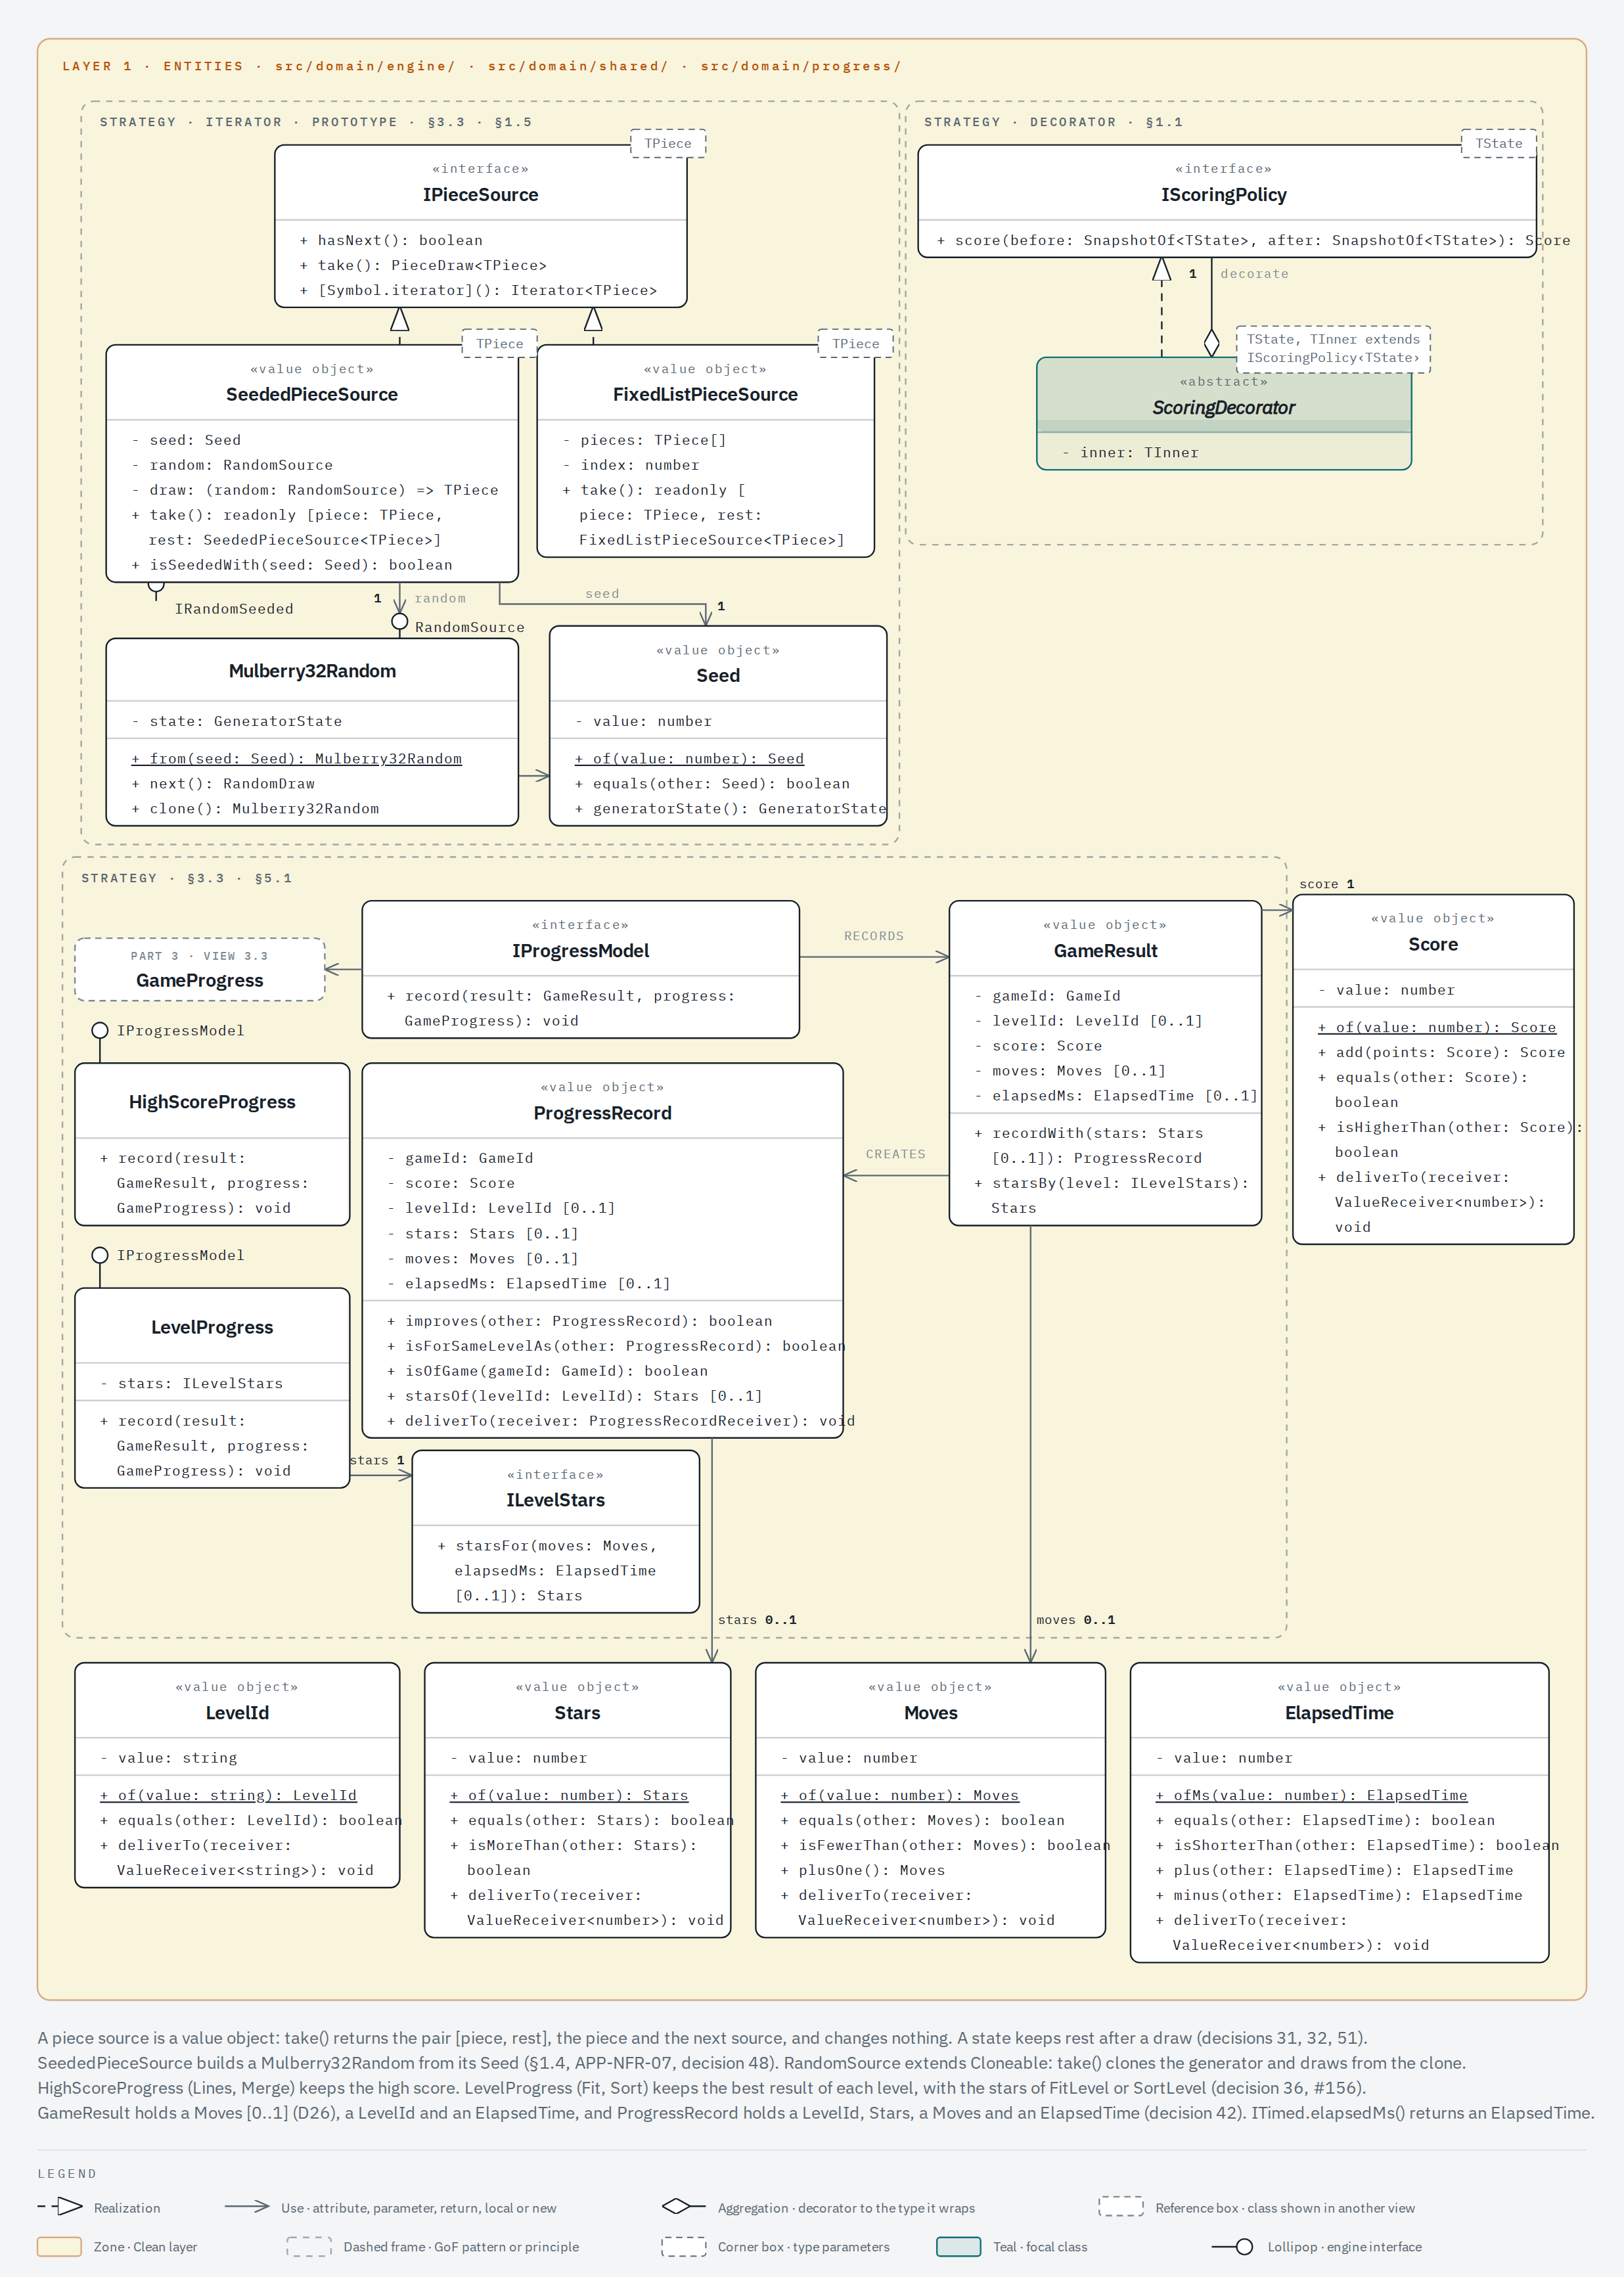 LAYER 1 · ENTITIES · src/domain/engine/ · src/domain/shared/ · src/domain/progress/
STRATEGY · ITERATOR · PROTOTYPE · §3.3 · §1.5
TPiece
«interface»
IPieceSource
+ hasNext(): boolean
+ take(): PieceDraw<TPiece>
+ [Symbol.iterator](): Iterator<TPiece>
STRATEGY · DECORATOR · §1.1
TState
«interface»
IScoringPolicy
+ score(before: SnapshotOf<TState>, after: SnapshotOf<TState>): Score
1 decorate
TState, TInner extends
IScoringPolicy‹TState›
«abstract»
ScoringDecorator
- inner: TInner
TPiece
«value object»
SeededPieceSource
- seed: Seed
- random: RandomSource
- draw: (random: RandomSource) => TPiece
+ take(): readonly [piece: TPiece,
rest: SeededPieceSource<TPiece>]
+ isSeededWith(seed: Seed): boolean
TPiece
«value object»
FixedListPieceSource
- pieces: TPiece[]
- index: number
+ take(): readonly [
piece: TPiece, rest:
FixedListPieceSource<TPiece>]
IRandomSeeded
1 random
RandomSource
seed
1
Mulberry32Random
- state: GeneratorState
+ from(seed: Seed): Mulberry32Random
+ next(): RandomDraw
+ clone(): Mulberry32Random
«value object»
Seed
- value: number
+ of(value: number): Seed
+ equals(other: Seed): boolean
+ generatorState(): GeneratorState
STRATEGY · §3.3 · §5.1
PART 3 · VIEW 3.3
GameProgress
«interface»
IProgressModel
+ record(result: GameResult, progress:
GameProgress): void
RECORDS
«value object»
GameResult
- gameId: GameId
- levelId: LevelId [0..1]
- score: Score
- moves: Moves [0..1]
- elapsedMs: ElapsedTime [0..1]
+ recordWith(stars: Stars
[0..1]): ProgressRecord
+ starsBy(level: ILevelStars):
Stars
score 1
«value object»
Score
- value: number
+ of(value: number): Score
+ add(points: Score): Score
+ equals(other: Score):
boolean
+ isHigherThan(other: Score):
boolean
+ deliverTo(receiver:
ValueReceiver<number>):
void
IProgressModel
HighScoreProgress
+ record(result:
GameResult, progress:
GameProgress): void
«value object»
ProgressRecord
- gameId: GameId
- score: Score
- levelId: LevelId [0..1]
- stars: Stars [0..1]
- moves: Moves [0..1]
- elapsedMs: ElapsedTime [0..1]
+ improves(other: ProgressRecord): boolean
+ isForSameLevelAs(other: ProgressRecord): boolean
+ isOfGame(gameId: GameId): boolean
+ starsOf(levelId: LevelId): Stars [0..1]
+ deliverTo(receiver: ProgressRecordReceiver): void
CREATES
IProgressModel
LevelProgress
- stars: ILevelStars
+ record(result:
GameResult, progress:
GameProgress): void
stars 1
«interface»
ILevelStars
+ starsFor(moves: Moves,
elapsedMs: ElapsedTime
[0..1]): Stars
stars 0..1
moves 0..1
«value object»
LevelId
- value: string
+ of(value: string): LevelId
+ equals(other: LevelId): boolean
+ deliverTo(receiver:
ValueReceiver<string>): void
«value object»
Stars
- value: number
+ of(value: number): Stars
+ equals(other: Stars): boolean
+ isMoreThan(other: Stars):
boolean
+ deliverTo(receiver:
ValueReceiver<number>): void
«value object»
Moves
- value: number
+ of(value: number): Moves
+ equals(other: Moves): boolean
+ isFewerThan(other: Moves): boolean
+ plusOne(): Moves
+ deliverTo(receiver:
ValueReceiver<number>): void
«value object»
ElapsedTime
- value: number
+ ofMs(value: number): ElapsedTime
+ equals(other: ElapsedTime): boolean
+ isShorterThan(other: ElapsedTime): boolean
+ plus(other: ElapsedTime): ElapsedTime
+ minus(other: ElapsedTime): ElapsedTime
+ deliverTo(receiver:
ValueReceiver<number>): void
A piece source is a value object: take() returns the pair [piece, rest], the piece and the next source, and changes nothing. A state keeps rest after a draw (decisions 31, 32, 51).
SeededPieceSource builds a Mulberry32Random from its Seed (§1.4, APP-NFR-07, decision 48). RandomSource extends Cloneable: take() clones the generator and draws from the clone.
HighScoreProgress (Lines, Merge) keeps the high score. LevelProgress (Fit, Sort) keeps the best result of each level, with the stars of FitLevel or SortLevel (decision 36, #156).
GameResult holds a Moves [0..1] (D26), a LevelId and an ElapsedTime, and ProgressRecord holds a LevelId, Stars, a Moves and an ElapsedTime (decision 42). ITimed.elapsedMs() returns an ElapsedTime.
LEGEND
Realization
Use · attribute, parameter, return, local or new
Aggregation · decorator to the type it wraps
Reference box · class shown in another view
Zone · Clean layer
Dashed frame · GoF pattern or principle
Corner box · type parameters
Teal · focal class
Lollipop · engine interface